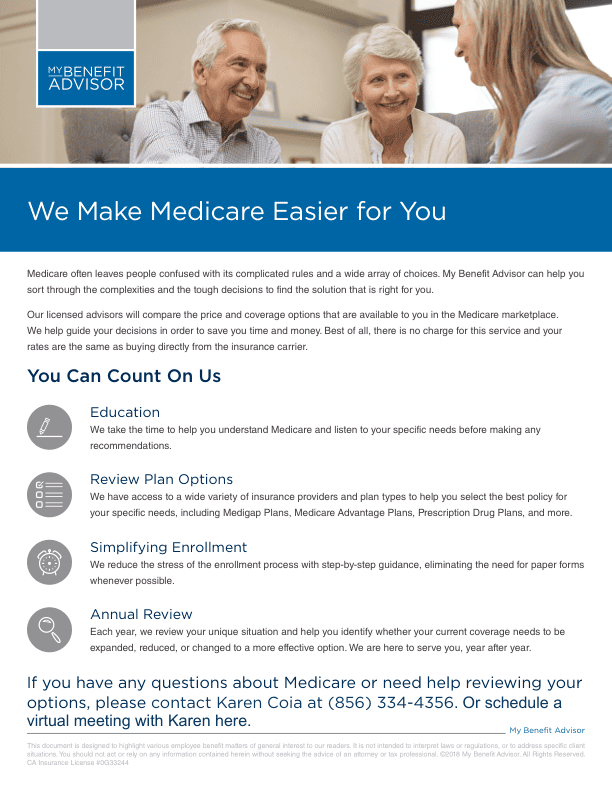 MYBENEFIT
ADVISOR
We Make Medicare Easier for You
Medicare often leaves people confused with its complicated rules and a wide array of choices. My Benefit Advisor can help you
sort through the complexities and the tough decisions to find the solution that is right for you.
Our licensed advisors will compare the price and coverage options that are available to you in the Medicare marketplace.
We help guide your decisions in order to save you time and money. Best of all, there is no charge for this service and your
rates are the same as buying directly from the insurance carrier.
You Can Count On Us
Education
We take the time to help you understand Medicare and listen to your specific needs before making any
recommendations.
Review Plan Options
We have access to a wide variety of insurance providers and plan types to help you select the best policy for
your specific needs, including Medigap Plans, Medicare Advantage Plans, Prescription Drug Plans, and more.
Simplifying Enrollment
We reduce the stress of the enrollment process with step-by-step guidance, eliminating the need for paper forms
whenever possible.
Annual Review
Each year, we review your unique situation and help you identify whether your current coverage needs to be
expanded, reduced, or changed to a more effective option. We are here to serve you, year after year.
If you have any questions about Medicare or need help reviewing your
options, please contact Karen Coia at (856) 334-4356. Or schedule a
virtual meeting with Karen here.
My Benefit Advisor
This document is designed to highlight various employee benefit matters of general interest to our readers. It is not intended to interpret laws or regulations, or to address specific client
situations. You should not act or rely on any information contained herein without seeking the advice of an attorney or tax professional. ©2018 My Benefit Advisor. All Rights Reserved.
CA Insurance License #0G33244